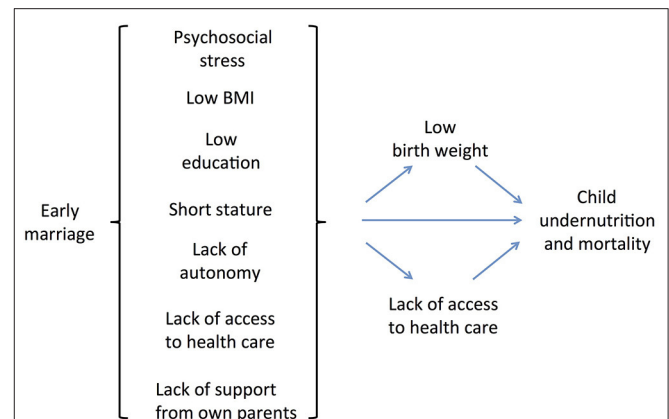 Early
marriage
Psychosocial
stress
Low BMI
Low
education
Short stature
Lack of
autonomy
Lack of access
to health care
Lack of support
from own parents
Low
birth weight
Lack of access
to health care
Child
undernutrition
and mortality